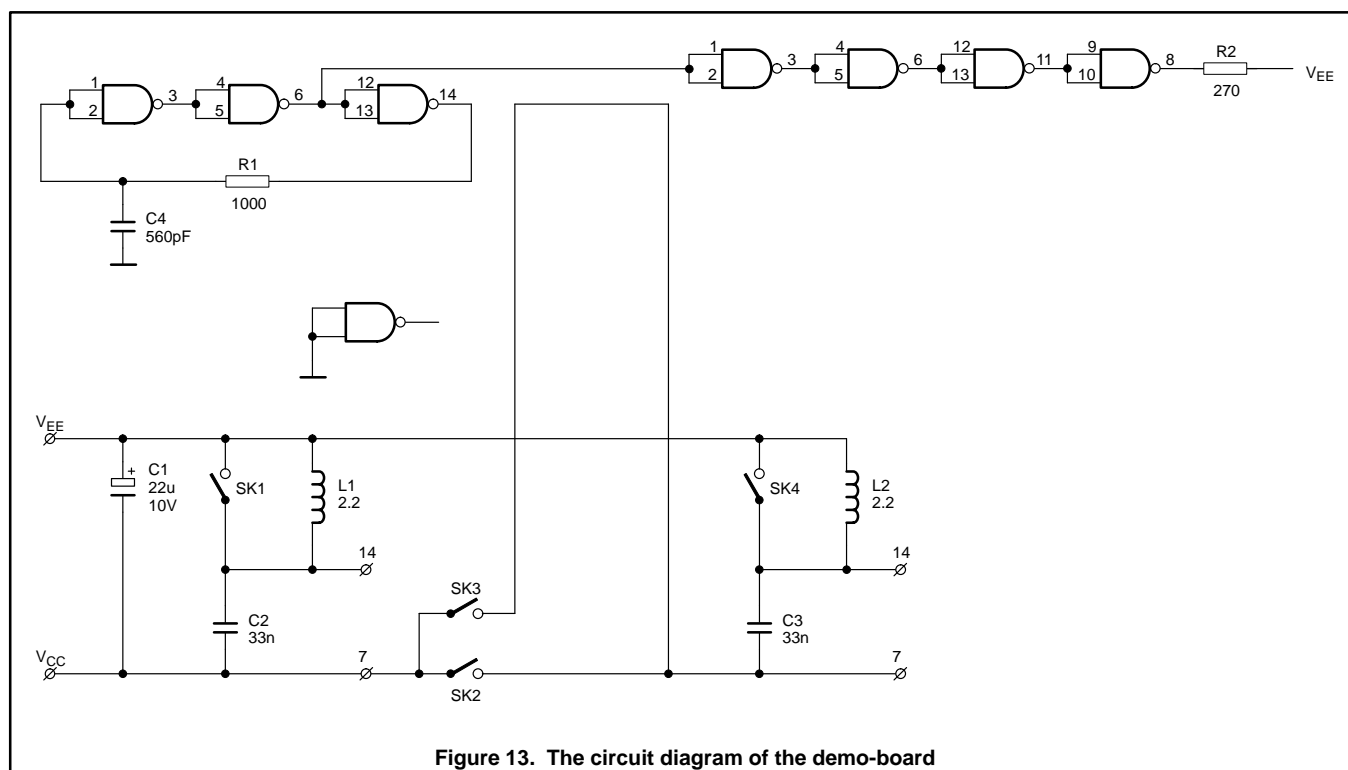 1
2
3
4
5
6
12
13
14
R1
1000
C4
560pF
1
2
3
4
5
6
12
13
11
9
10
8
R2
270
VEE
VEE
C1
+
22u
10V
SK1
L1
2.2
14
C2
33n
VCC
7
SK3
SK2
SK4
L2
2.2
14
C3
33n
7
Figure 13. The circuit diagram of the demo-board